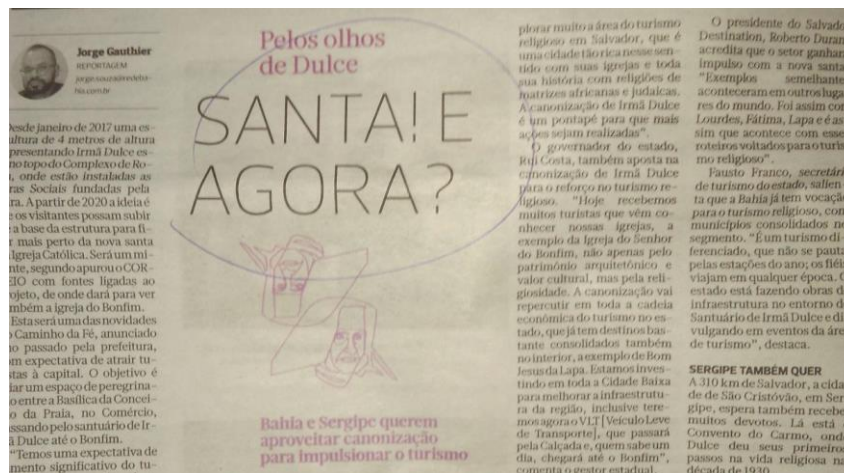 Jorge Gauthier
REPORTAGEM
Desde janeiro de 2017 uma es-
cultura de 4 metros de altura
presentando Irmã Dulce es-
no topo do Complexo de Ro-
, onde estão instaladas as
ras Sociais fundadas pela
ra. A partir de 2020 a ideia é
e os visitantes possam subir
a base da estrutura para fi-
r mais perto da nova santa
Igreja Católica. Será um mi-
nte, segundo apurou o COR-
EIO com fontes ligadas ao
ojeto, de onde dará para ver
mbém a igreja do Bonfim.
Esta será uma das novidades
Caminho da Fé, anunciado
o passado pela prefeitura,
m expectativa de atrair tu-
stas à capital. O objetivo é
iar um espaço de peregrina-
o entre a Basílica da Concei-
o da Praia, no Comércio,
ssando pelo santuário de Ir-
ã Dulce até o Bonfim.
"Temos uma expectativa de
mento significativo do tu-
Pelos olhos
de Dulce
SANTA! E
AGORA?
Bahia e Sergipe querem
aproveitar canonização
para impulsionar o turismo
plorar muito a área do turismo
religioso em Salvador, que é
uma cidade tão rica nesse sen-
tido com suas igrejas e toda
sua história com religiões de
matrizes africanas e judaicas.
A canonização de Irmã Dulce
é um pontapé para que mais
ações sejam realizadas".
O governador do estado,
Rui Costa, também aposta na
canonização de Irmã Dulce
para o reforço no turismo re-
ligioso. "Hoje recebemos
muitos turistas que vêm co-
nhecer nossas igrejas, a
exemplo da Igreja do Senhor
do Bonfim, não apenas pelo
patrimônio arquitetônico e
valor cultural, mas pela reli-
giosidade. A canonização vai
repercutir em toda a cadeia
econômica do turismo no es-
tado, que já tem destinos bas-
tante consolidados também
no interior, a exemplo de Bom
Jesus da Lapa. Estamos inves-
tindo em toda a Cidade Baixa
para melhorar a infraestrutu-
ra da região, inclusive tere-
mos agora o VLT [Veículo Leve
de Transporte], que passará
pela Calçada e, quem sabe um
dia, chegará até o Bonfim",
comenta o gestor estadual.
O presidente do Salvado
Destination, Roberto Duran
acredita que o setor ganhar
impulso com a nova santa
"Exemplos semelhante
aconteceram em outros luga
res do mundo. Foi assim con
Lourdes, Fátima, Lapa e é as
sim que acontece com esse
roteiros voltados para o turis
mo religioso".
Fausto Franco, secretári
de turismo do estado, salien
ta que a Bahia já tem vocaçã
para o turismo religioso, con
municípios consolidados no
segmento. "É um turismo di
ferenciado, que não se pauta
pelas estações do ano; os fiéi
viajam em qualquer época. O
estado está fazendo obras d
infraestrutura no entorno d
Santuário de Irmã Dulce e di
vulgando em eventos da áre
de turismo", destaca.
SERGIPE TAMBÉM QUER
A 310 km de Salvador, a cida
de de São Cristóvão, em Ser
gipe, espera também recebe
muitos devotos. Lá está o
Convento do Carmo, onde
Dulce deu seus primeiros
passos na vida religiosa na
década de 1930.